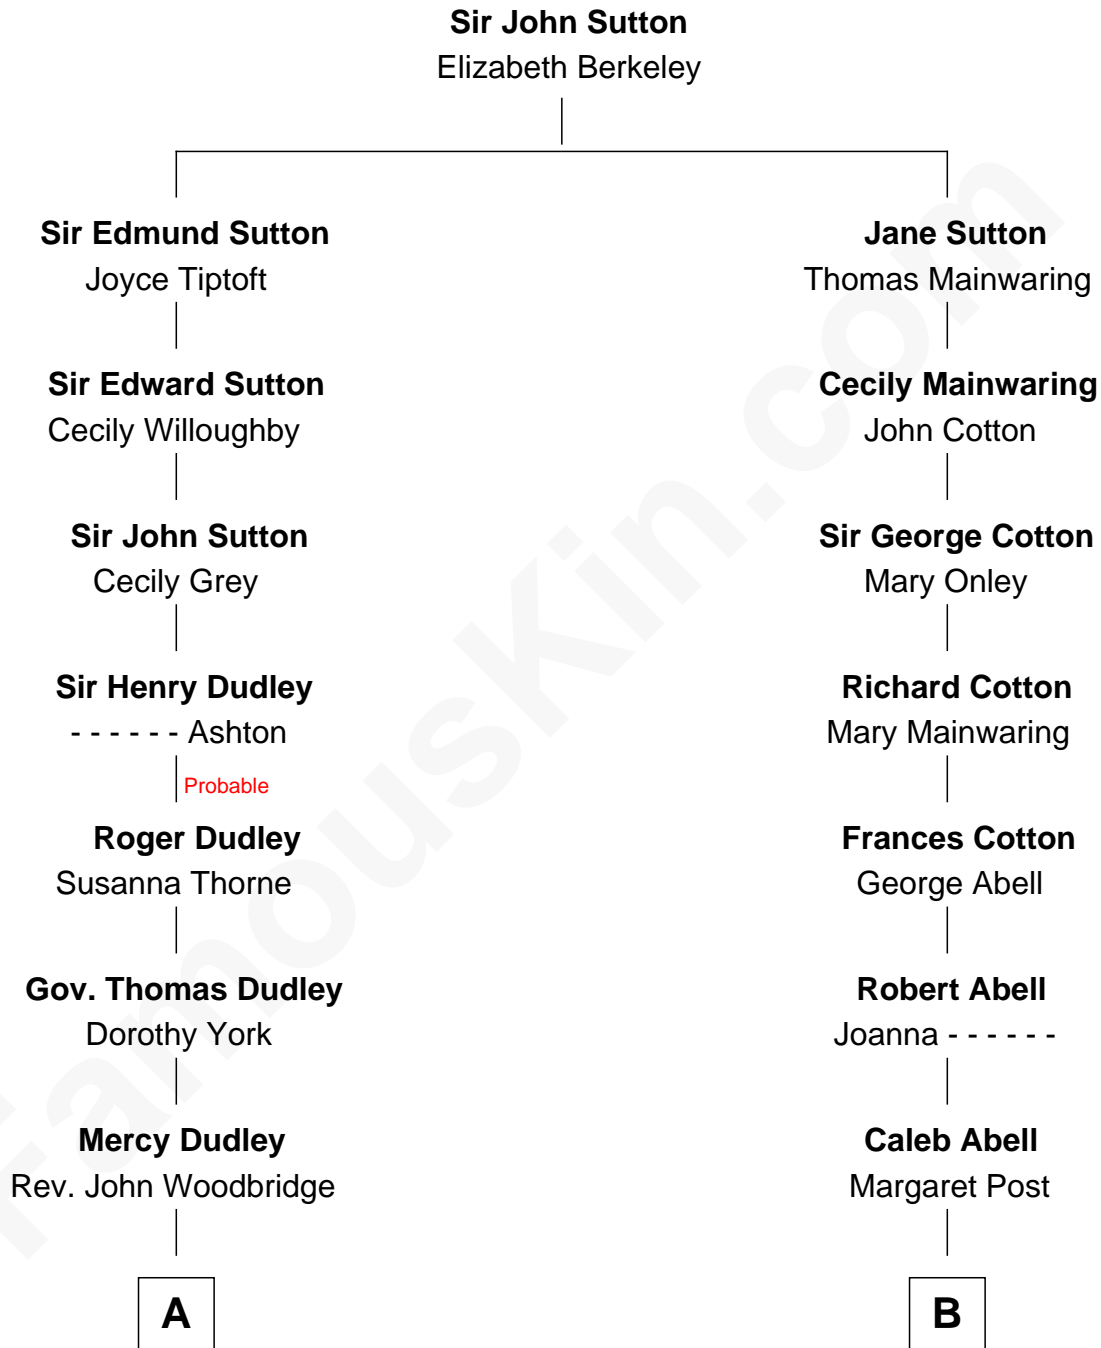 Sir John Sutton
Elizabeth Berkeley
Sir Edmund Sutton
Joyce Tiptoft
Jane Sutton
Thomas Mainwaring
Sir Edward Sutton
Cecily Willoughby
Cecily Mainwaring
John Cotton
Sir John Sutton
Cecily Grey
Sir George Cotton
Mary Onley
Sir Henry Dudley
- - - - - - Ashton
Probable
Richard Cotton
Mary Mainwaring
Roger Dudley
Susanna Thorne
Frances Cotton
George Abell
Gov. Thomas Dudley
Dorothy York
Robert Abell
Joanna - - - - - -
Mercy Dudley
Rev. John Woodbridge
Caleb Abell
Margaret Post
A
B
FamousKin.com